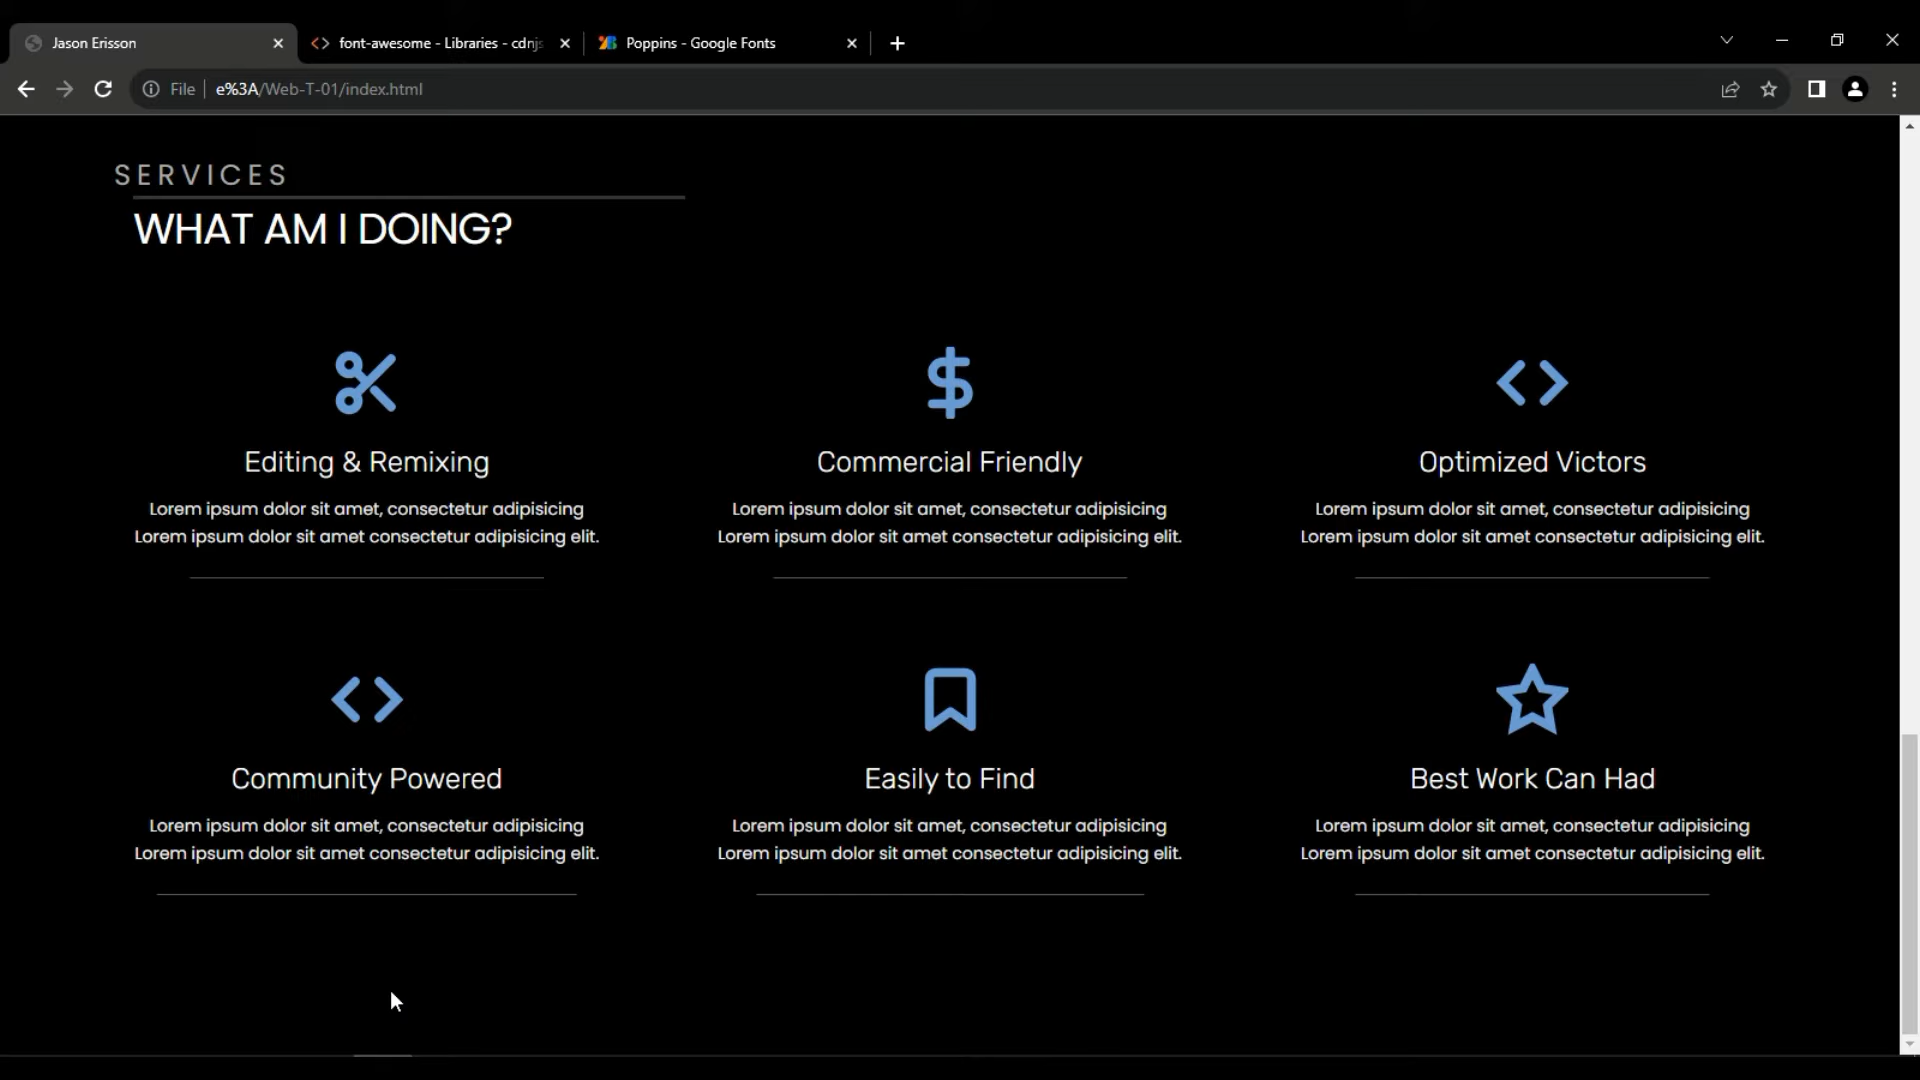 Jason Erisson
font-awesome - Libraries - cdnjs
Poppins - Google Fonts
File
e%3A/Web-T-01/index.html
SERVICES
WHAT AM I DOING?
Editing & Remixing
Lorem ipsum dolor sit amet, consectetur adipisicing
Lorem ipsum dolor sit amet consectetur adipisicing elit.
Commercial Friendly
Lorem ipsum dolor sit amet, consectetur adipisicing
Lorem ipsum dolor sit amet consectetur adipisicing elit.
Optimized Victors
Lorem ipsum dolor sit amet, consectetur adipisicing
Lorem ipsum dolor sit amet consectetur adipisicing elit.
Community Powered
Lorem ipsum dolor sit amet, consectetur adipisicing
Lorem ipsum dolor sit amet consectetur adipisicing elit.
Easily to Find
Lorem ipsum dolor sit amet, consectetur adipisicing
Lorem ipsum dolor sit amet consectetur adipisicing elit.
Best Work Can Had
Lorem ipsum dolor sit amet, consectetur adipisicing
Lorem ipsum dolor sit amet consectetur adipisicing elit.